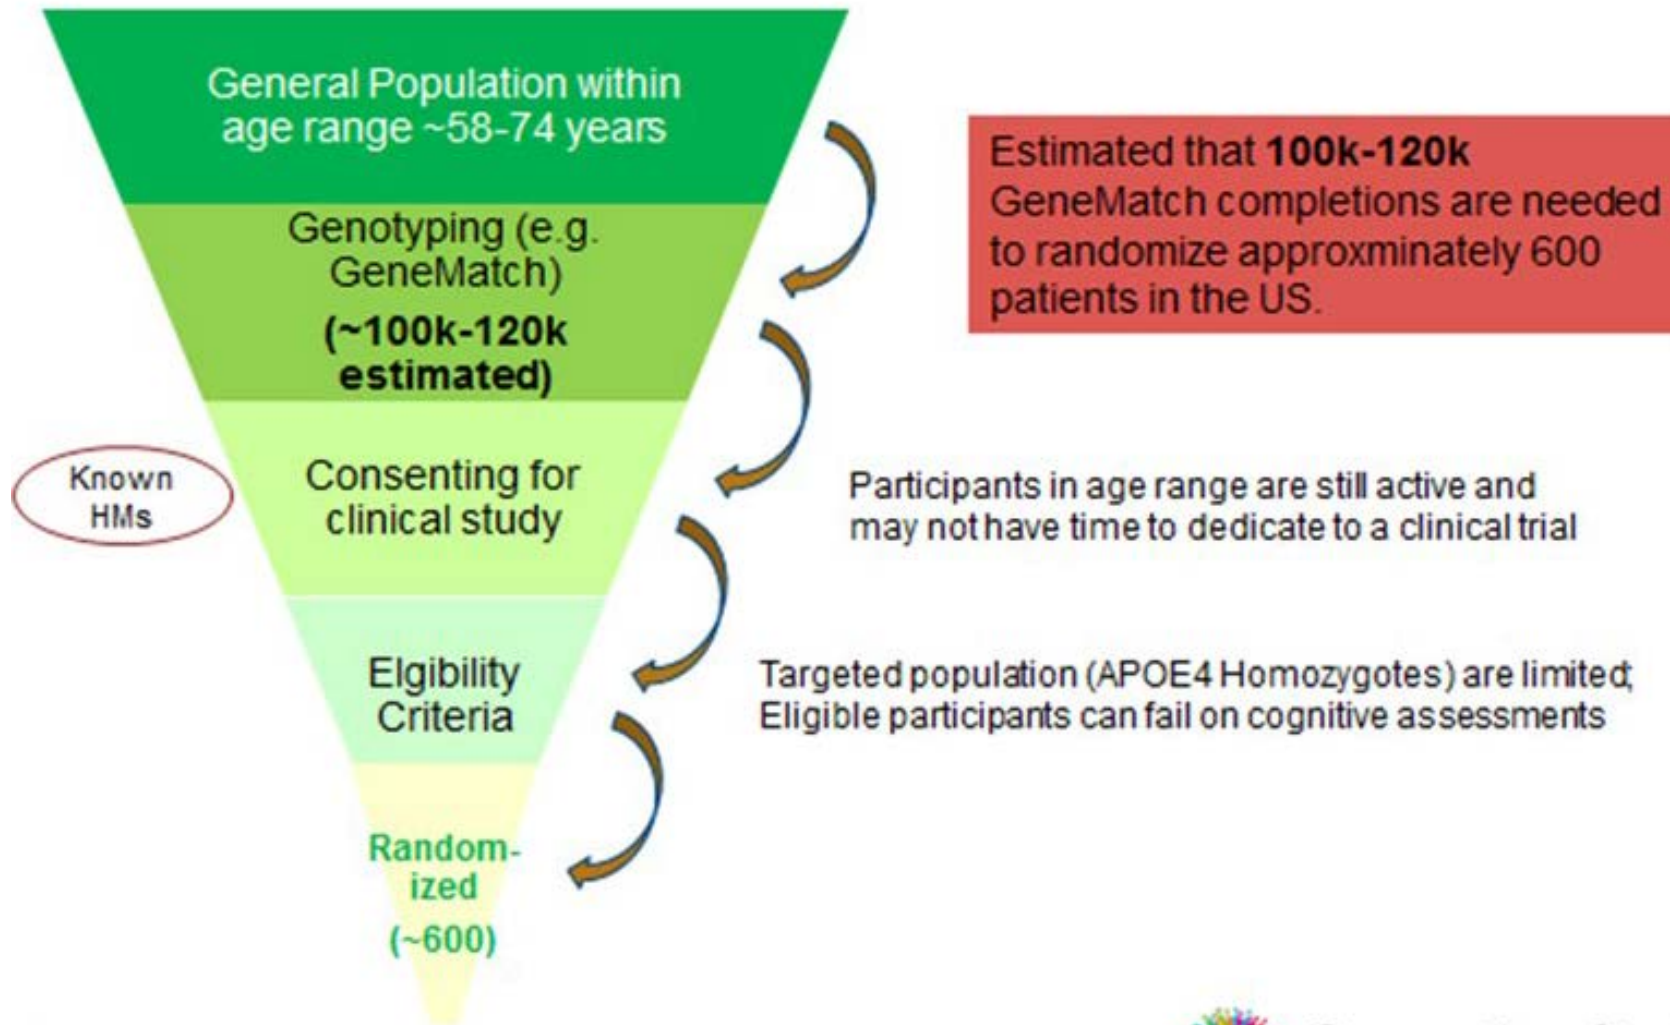 General Population within
age range ~58-74 years
Estimated that 100k-120k
GeneMatch completions are needed
to randomize approxminately 600
patients in the US.
Genotyping (e.g.
GeneMatch)
(~100k-120k
estimated)
Known
HMs
Consenting for
clinical study
Participants in age range are still active and
may not have time to dedicate to a clinical trial
Elgibility
Criteria
Targeted population (APOE4 Homozygotes) are limited;
Eligible participants can fail on cognitive assessments
Random-
ized
(~600)